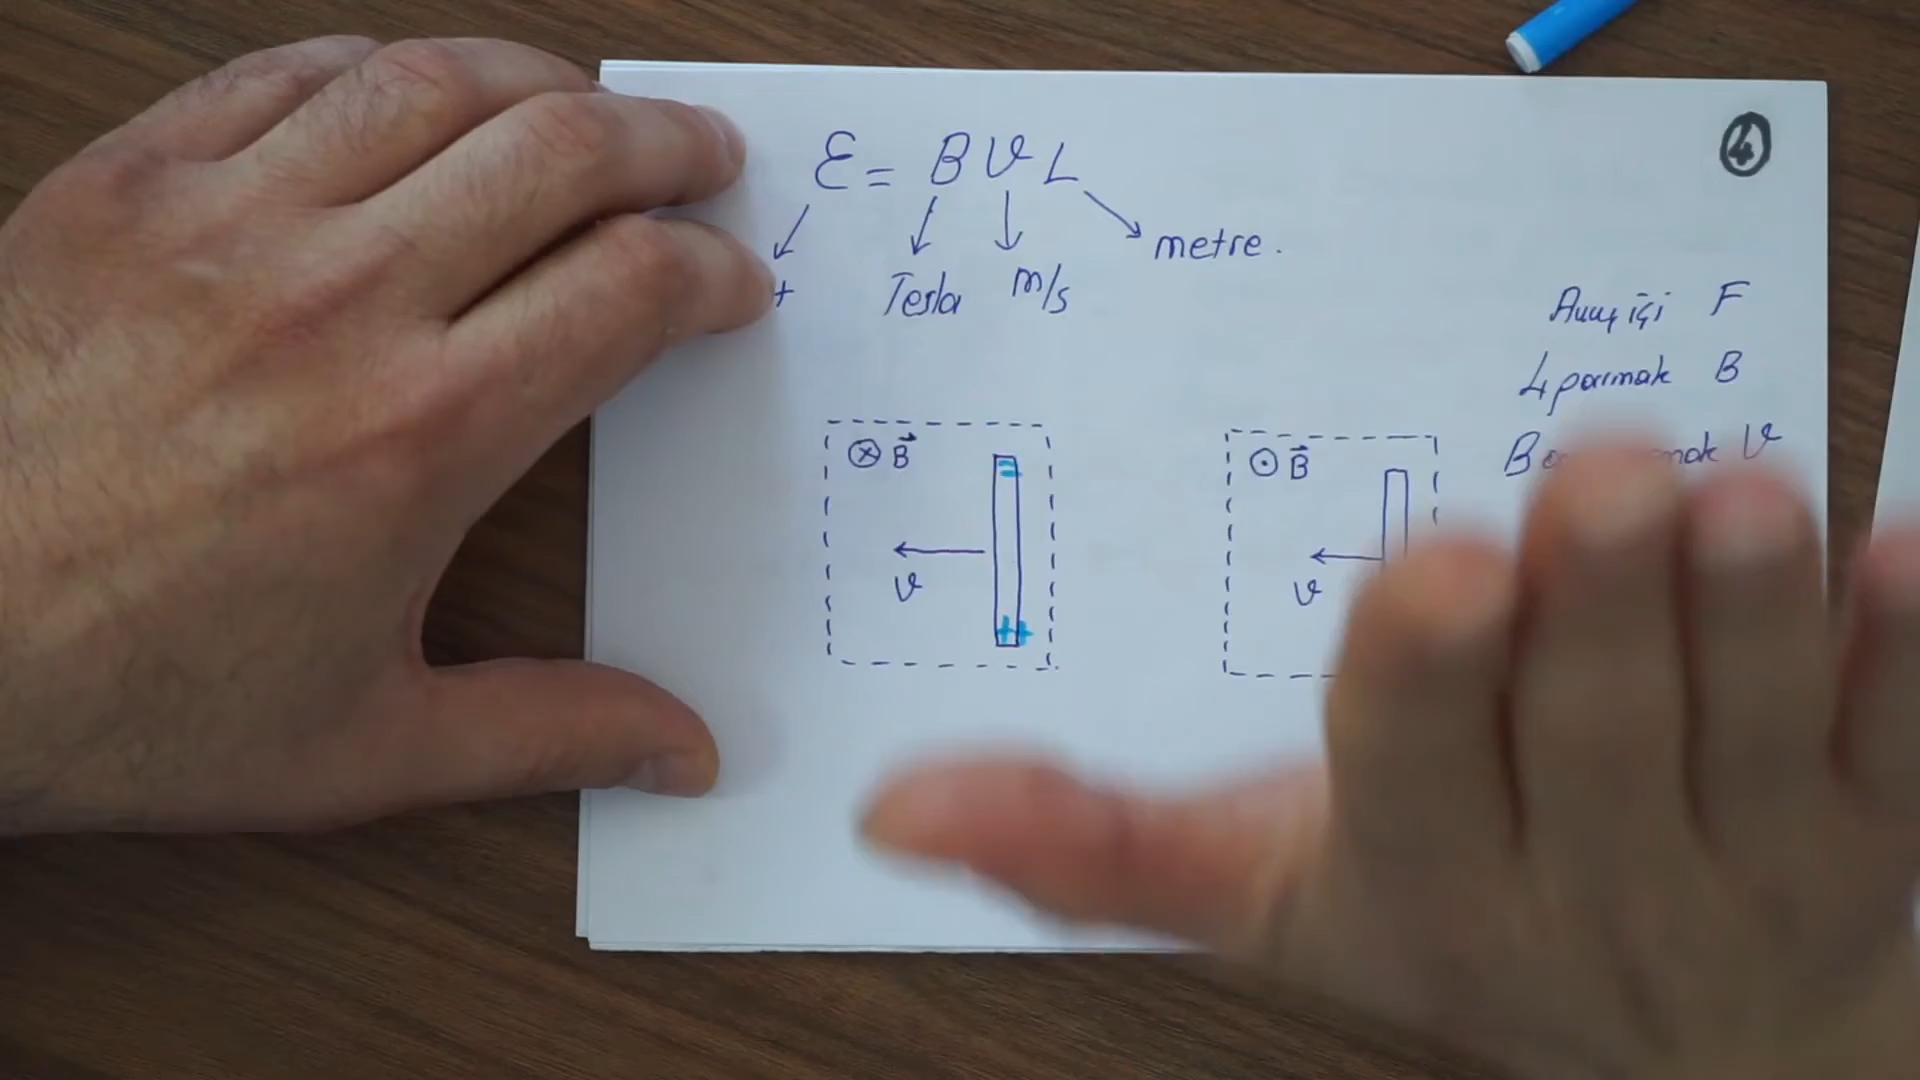 ④
ε = B V L
Tesla m/s metre.
Avuç içi F
4 parmak B
V
⊗ B⃗
V
⊙ B⃗
V